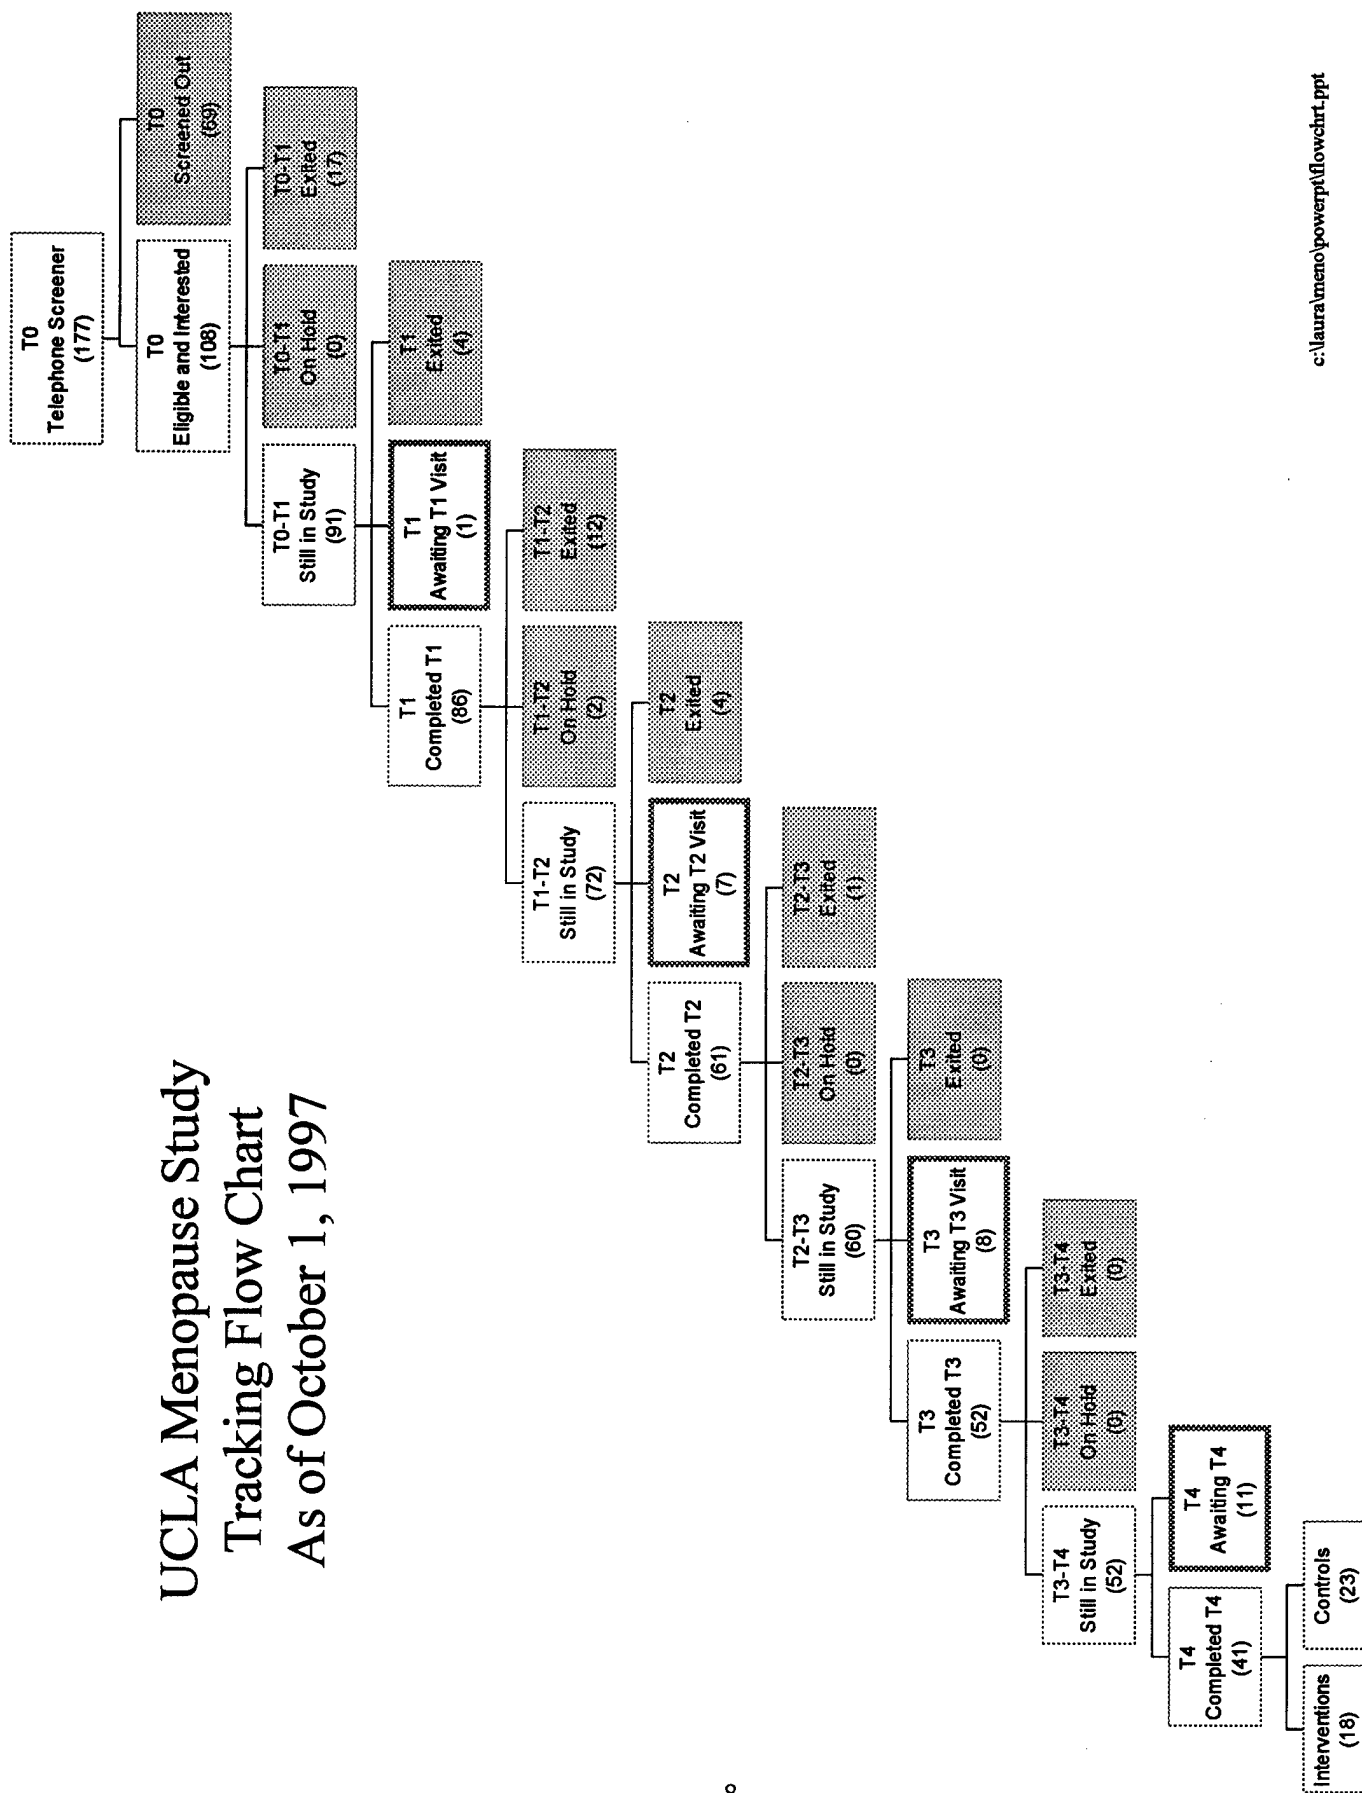 UCLA Menopause Study
Tracking Flow Chart
As of October 1, 1997
T0
Telephone Screener
(177)
T0
Eligible and Interested
(108)
T0
Screened Out
(69)
T0-T1
Still in Study
(91)
T0-T1
On Hold
(0)
T0-T1
Exited
(17)
T1
Completed T1
(86)
T1
Awaiting T1 Visit
(1)
T1
Exited
(4)
T1-T2
Still in Study
(72)
T1-T2
On Hold
(2)
T1-T2
Exited
(12)
T2
Completed T2
(61)
T2
Awaiting T2 Visit
(7)
T2
Exited
(4)
T2-T3
Still in Study
(60)
T2-T3
On Hold
(0)
T2-T3
Exited
(1)
T3
Completed T3
(52)
T3
Awaiting T3 Visit
(8)
T3
Exited
(0)
T3-T4
Still in Study
(52)
T3-T4
On Hold
(0)
T3-T4
Exited
(0)
T4
Completed T4
(41)
T4
Awaiting T4
(11)
Interventions
(18)
Controls
(23)
c:\laura\meno\powerpt\flowchrt.ppt